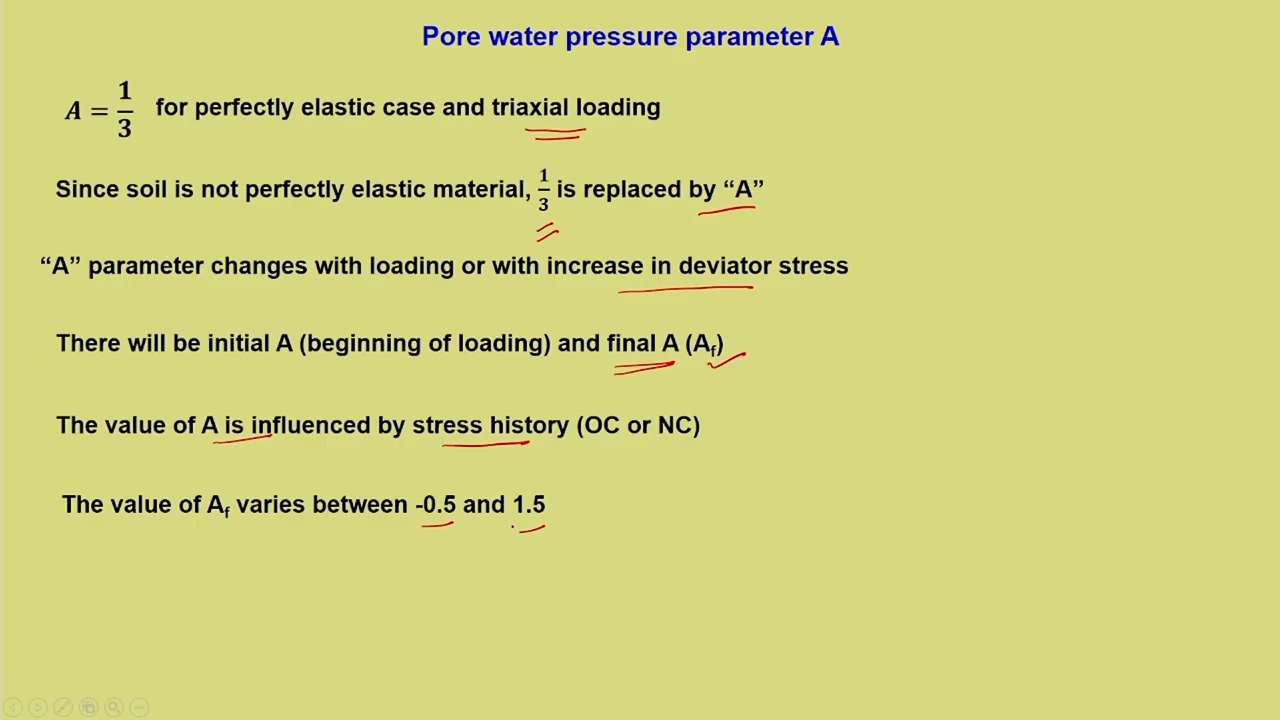 Pore water pressure parameter A
A = 1/3 for perfectly elastic case and triaxial loading
Since soil is not perfectly elastic material, 1/3 is replaced by “A”
“A” parameter changes with loading or with increase in deviator stress
There will be initial A (beginning of loading) and final A (Af)
The value of A is influenced by stress history (OC or NC)
The value of Af varies between -0.5 and 1.5